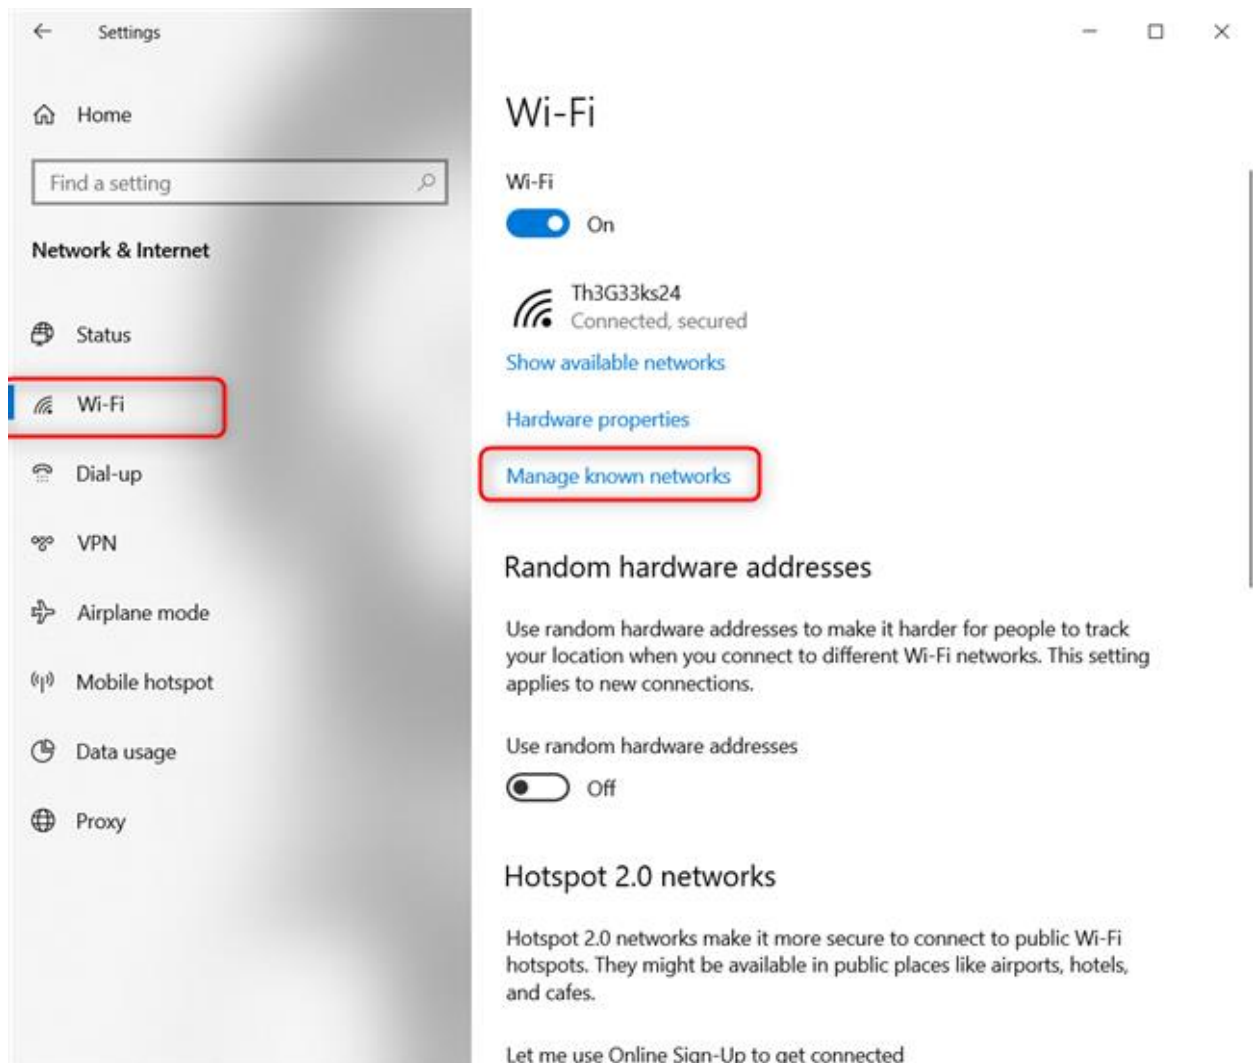 Settings
Home
Find a setting
Network & Internet
Status
Wi-Fi
Dial-up
VPN
Airplane mode
Mobile hotspot
Data usage
Proxy
Wi-Fi
Wi-Fi
On
Th3G33ks24
Connected, secured
Show available networks
Hardware properties
Manage known networks
Random hardware addresses
Use random hardware addresses to make it harder for people to track
your location when you connect to different Wi-Fi networks. This setting
applies to new connections.
Use random hardware addresses
Off
Hotspot 2.0 networks
Hotspot 2.0 networks make it more secure to connect to public Wi-Fi
hotspots. They might be available in public places like airports, hotels,
and cafes.
Let me use Online Sign-Up to get connected